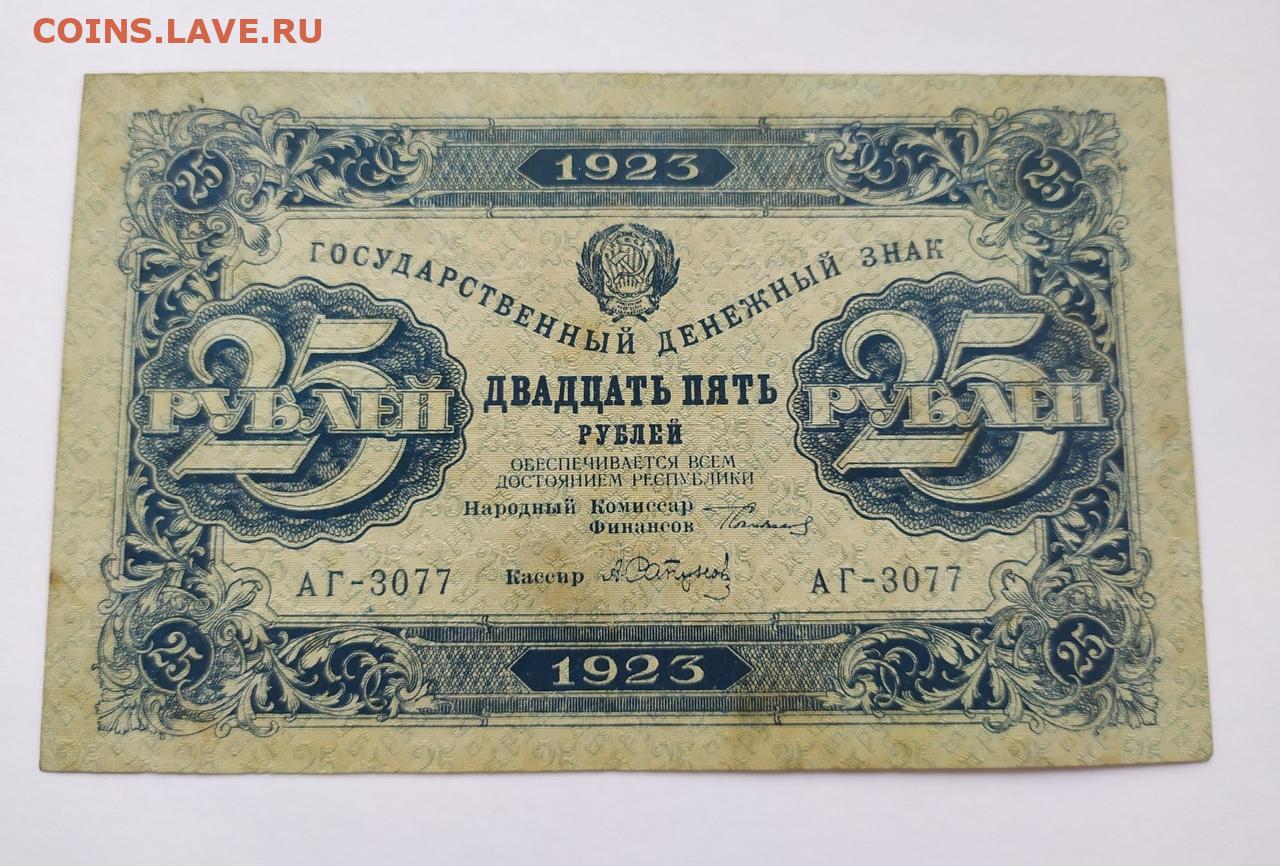 COINS.LAVE.RU
25 1923 25
ГОСУДАРСТВЕННЫЙ ДЕНЕЖНЫЙ ЗНАК
25 РУБЛЕЙ
ДВАДЦАТЬ ПЯТЬ
РУБЛЕЙ
25 РУБЛЕЙ
ОБЕСПЕЧИВАЕТСЯ ВСЕМ
ДОСТОЯНИЕМ РЕСПУБЛИКИ
Народный Комиссар
Финансов
АГ-3077 Кассир А.Сапунов АГ-3077
25 1923 25